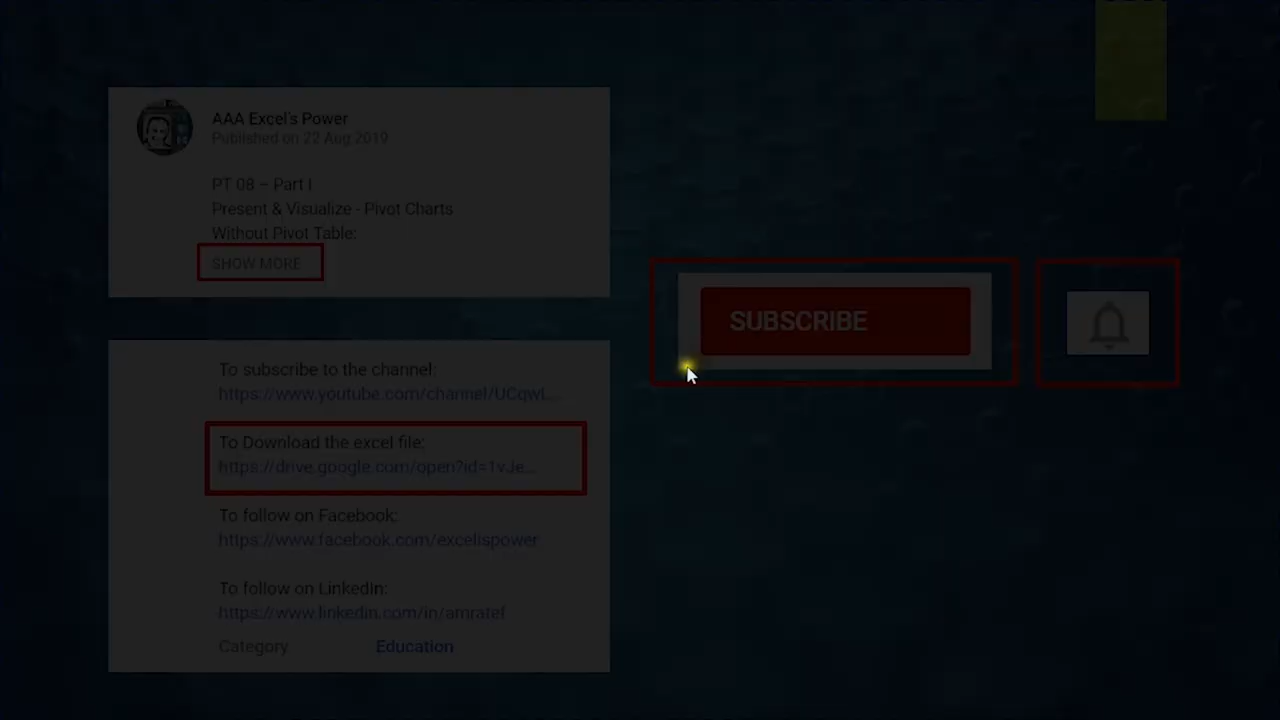 AAA Excel's Power
Published on 22 Aug 2019
PT 08 – Part I
Present & Visualize - Pivot Charts
Without Pivot Table:
SHOW MORE
To subscribe to the channel:
https://www.youtube.com/channel/UCqwL...
To Download the excel file:
https://drive.google.com/open?id=1vJe...
To follow on Facebook:
https://www.facebook.com/excelispower
To follow on LinkedIn:
https://www.linkedin.com/in/amratef
Category Education
SUBSCRIBE